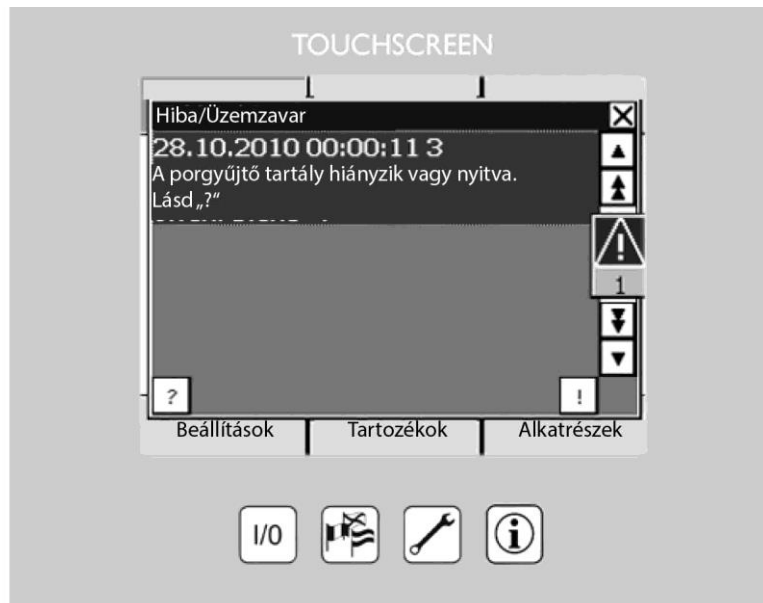 TOUCHSCREEN
Hiba/Üzemzavar
28.10.2010 00:00:11 3
A porgyűjtő tartály hiányzik vagy nyitva.
Lásd „?“
1
?
!
Beállítások
Tartozékok
Alkatrészek
I/0